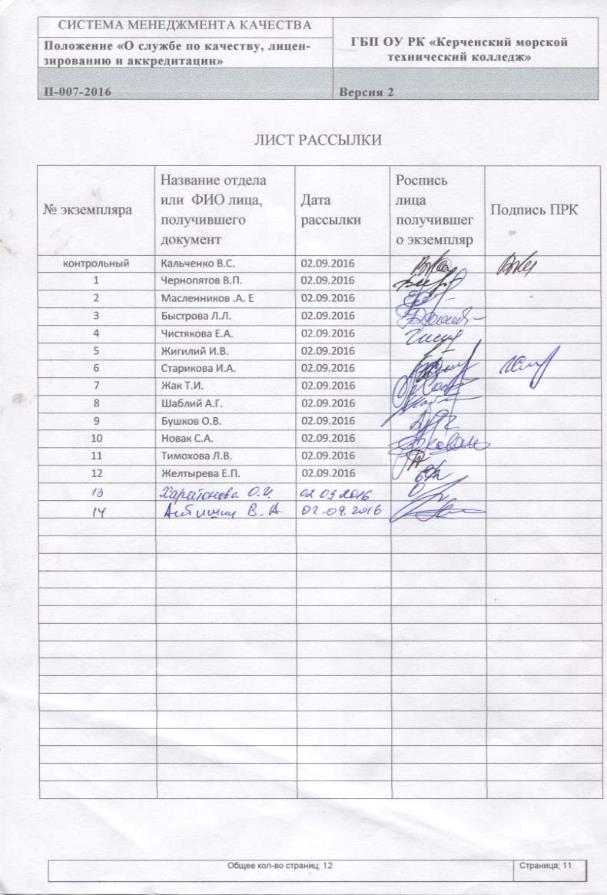 СИСТЕМА МЕНЕДЖМЕНТА КАЧЕСТВА
Положение «О службе по качеству, лицен-
зированию и аккредитации»
ГБП ОУ РК «Керченский морской
технический колледж»
П-007-2016
Версия 2
ЛИСТ РАССЫЛКИ
№ экземпляра
Название отдела
или ФИО лица,
получившего
документ
Дата
рассылки
Роспись
лица
получившег
о экземпляр
Подпись ПРК
контрольный Кальченко В.С. 02.09.2016
1 Чернопятов В.П. 02.09.2016
2 Масленников .А. Е 02.09.2016
3 Быстрова Л.Л. 02.09.2016
4 Чистякова Е.А. 02.09.2016
5 Жигилий И.В. 02.09.2016
6 Старикова И.А. 02.09.2016
7 Жак Т.И. 02.09.2016
8 Шаблий А.Г. 02.09.2016
9 Бушков О.В. 02.09.2016
10 Новак С.А. 02.09.2016
11 Тимохова Л.В. 02.09.2016
12 Желтырева Е.П. 02.09.2016
13 02.09.2016
14 В.А 02.09.2016
Общее кол-во страниц: 12
Страница; 11